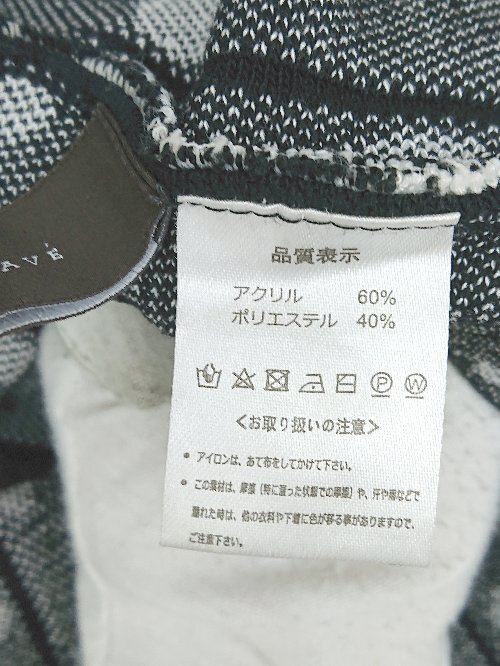 AVÉ
品質表示
アクリル 60%
ポリエステル 40%
P W
<お取り扱いの注意>
• アイロンは、あて布をしてかけて下さい。
• この素材は、摩擦（特に湿った状態での摩擦）や、汗や雨などで
濡れた時は、他の衣料や下着に色が移る事がありますので、
ご注意下さい。